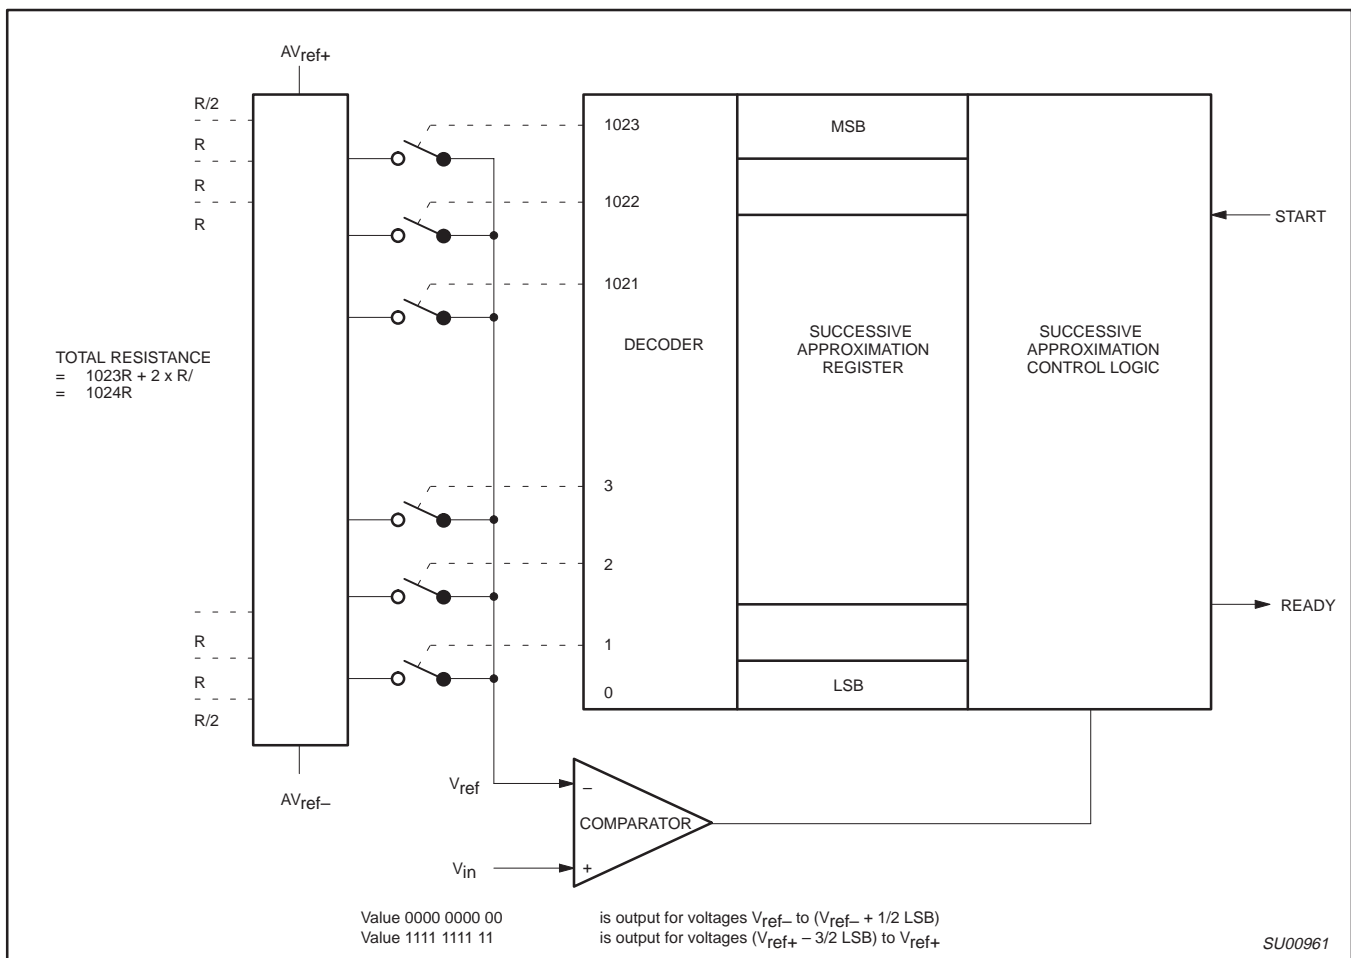 AVref+
R/2
R
R
R
1023
MSB
1022
START
1021
DECODER
SUCCESSIVE
APPROXIMATION
REGISTER
SUCCESSIVE
APPROXIMATION
CONTROL LOGIC
TOTAL RESISTANCE
= 1023R + 2 x R/
= 1024R
3
2
READY
R
1
R
LSB
0
R/2
AVref–
Vref
–
COMPARATOR
Vin
+
Value 0000 0000 00 is output for voltages Vref– to (Vref– + 1/2 LSB)
Value 1111 1111 11 is output for voltages (Vref+ – 3/2 LSB) to Vref+
SU00961